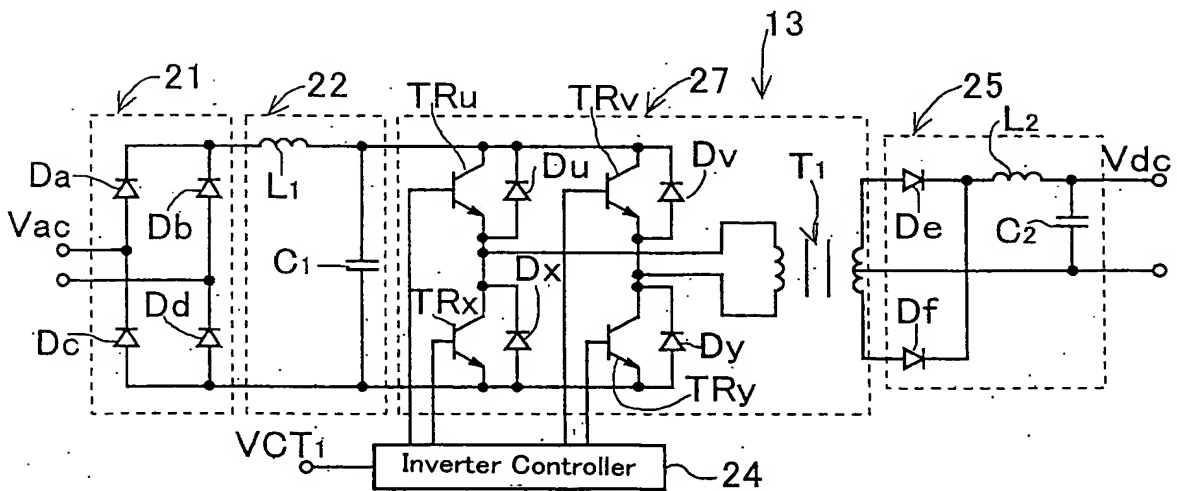 13
21
22
TRu
TRv
27
25
L2
Da
Db
L1
Du
Dv
T1
Vdc
Vac
De
C2
C1
Dx
TRx
Dc
Dd
Dy
Df
TRy
VCT1
Inverter Controller
24